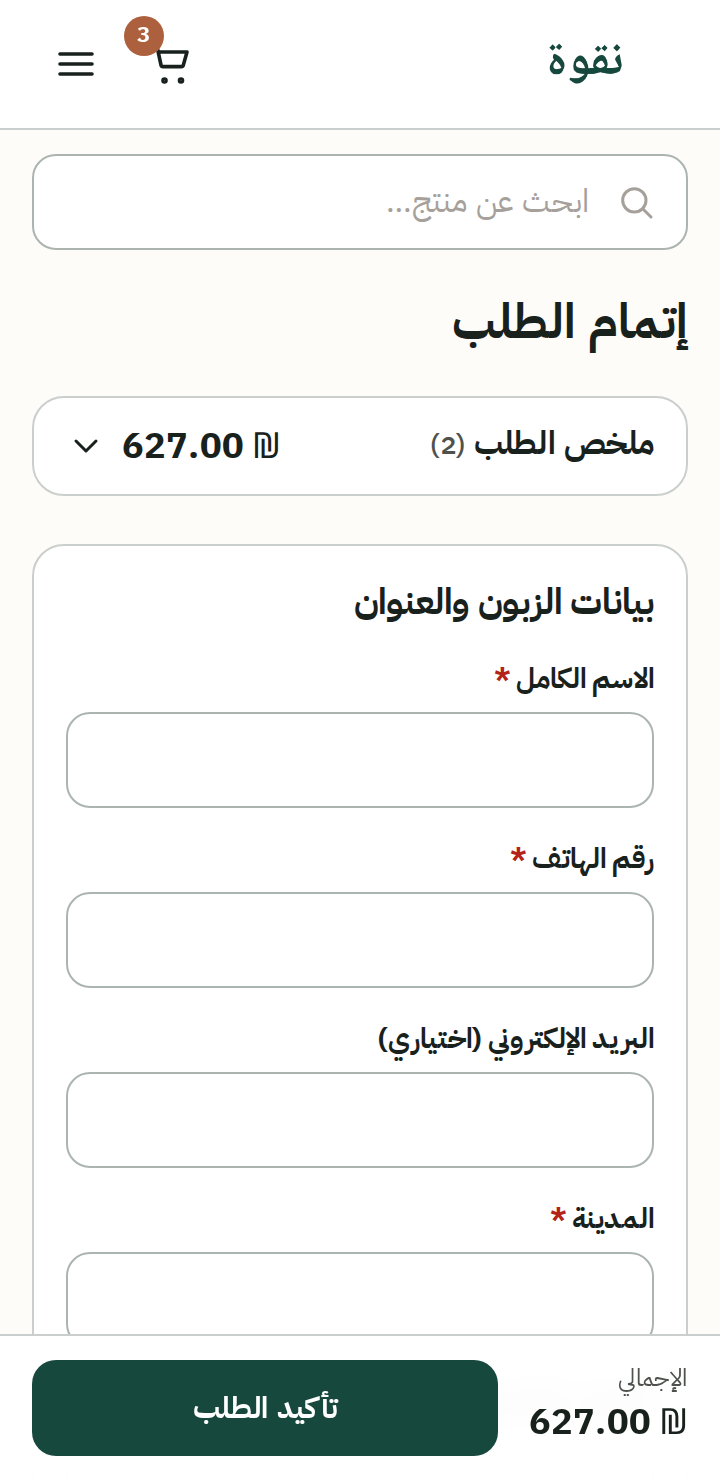 نقوة
3
ابحث عن منتج...
إتمام الطلب
ملخص الطلب (2)
627.00 ₪
بيانات الزبون والعنوان
الاسم الكامل *
رقم الهاتف *
البريد الإلكتروني (اختياري)
المدينة *
الإجمالي
627.00 ₪
تأكيد الطلب